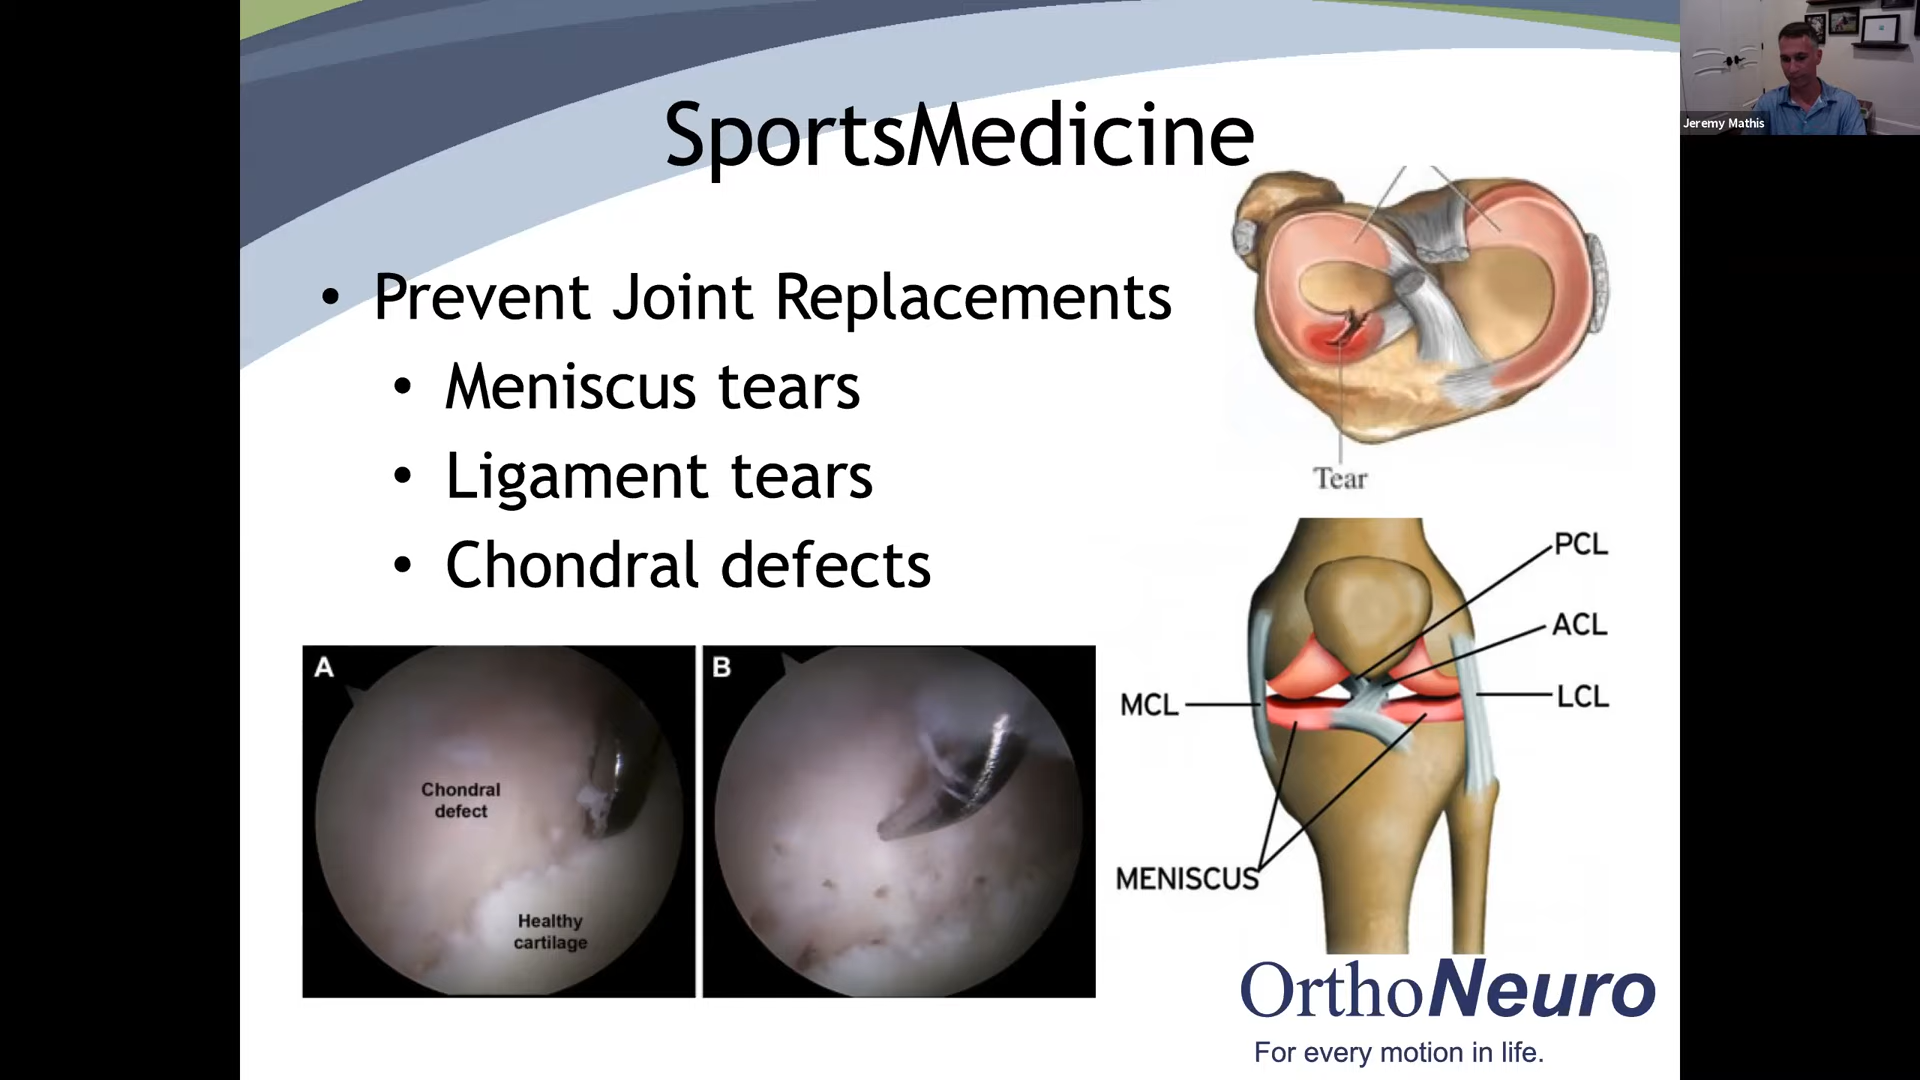 SportsMedicine
• Prevent Joint Replacements
• Meniscus tears
• Ligament tears
• Chondral defects
Tear
PCL
ACL
MCL
LCL
MENISCUS
A
Chondral
defect
Healthy
cartilage
B
OrthoNeuro
For every motion in life.
Jeremy Mathis